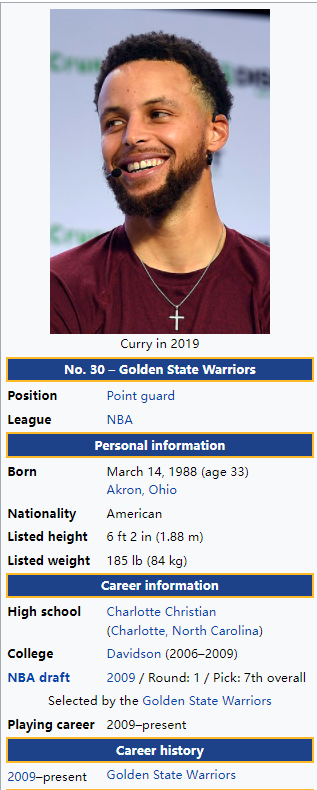 Curry in 2019
No. 30 – Golden State Warriors
Position Point guard
League NBA
Personal information
Born March 14, 1988 (age 33)
Akron, Ohio
Nationality American
Listed height 6 ft 2 in (1.88 m)
Listed weight 185 lb (84 kg)
Career information
High school Charlotte Christian
(Charlotte, North Carolina)
College Davidson (2006–2009)
NBA draft 2009 / Round: 1 / Pick: 7th overall
Selected by the Golden State Warriors
Playing career 2009–present
Career history
2009–present Golden State Warriors